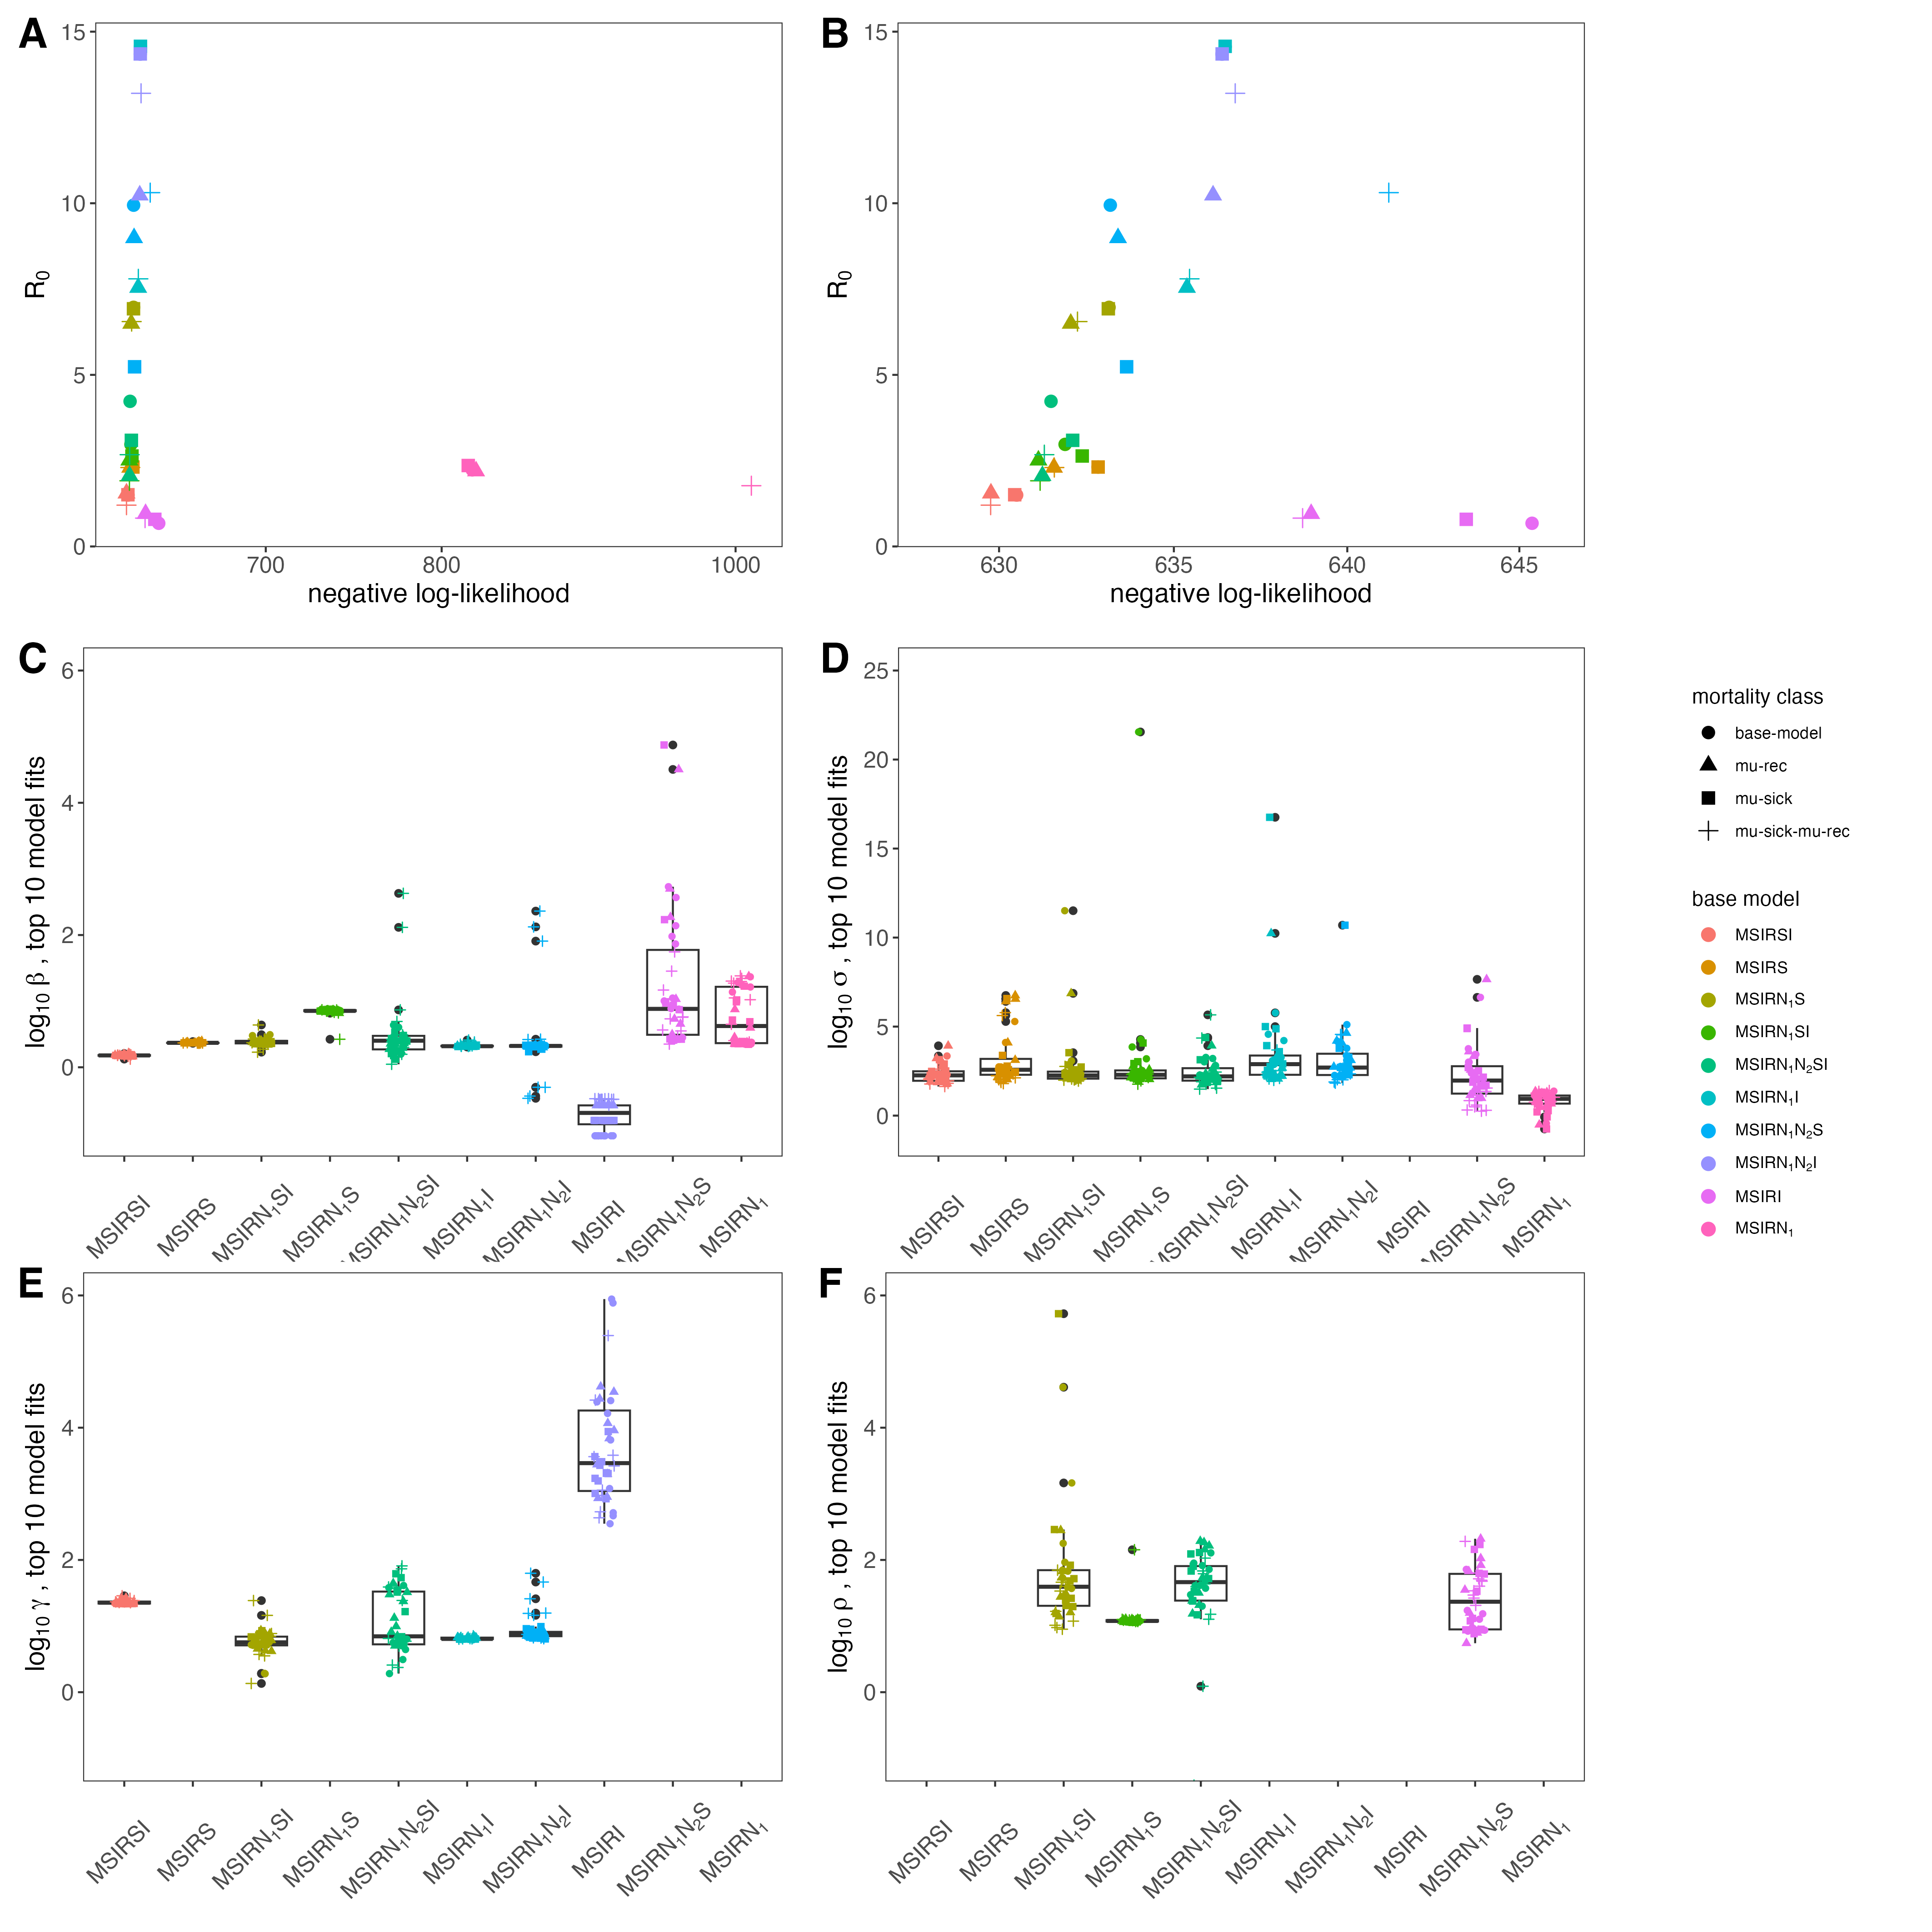 A
15
10
5
0
R₀
700
800
1000
negative log-likelihood
B
15
10
5
0
R₀
630
635
640
645
negative log-likelihood
C
6
4
2
0
log₁₀ β , top 10 model fits
MSIRSI
MSIRS
MSIRN₁SI
MSIRN₁S
MSIRN₁N₂SI
MSIRN₁I
MSIRN₁N₂I
MSIRI
MSIRN₁N₂S
MSIRN₁
D
25
20
15
10
5
0
log₁₀ σ , top 10 model fits
MSIRSI
MSIRS
MSIRN₁SI
MSIRN₁S
MSIRN₁N₂SI
MSIRN₁I
MSIRN₁N₂I
MSIRI
MSIRN₁N₂S
MSIRN₁
mortality class
base-model
mu-rec
mu-sick
mu-sick-mu-rec
base model
MSIRSI
MSIRS
MSIRN₁S
MSIRN₁SI
MSIRN₁N₂SI
MSIRN₁I
MSIRN₁N₂S
MSIRN₁N₂I
MSIRI
MSIRN₁
E
6
4
2
0
log₁₀ γ , top 10 model fits
MSIRSI
MSIRS
MSIRN₁SI
MSIRN₁S
MSIRN₁N₂SI
MSIRN₁I
MSIRN₁N₂I
MSIRI
MSIRN₁N₂S
MSIRN₁
F
6
4
2
0
log₁₀ ρ , top 10 model fits
MSIRSI
MSIRS
MSIRN₁SI
MSIRN₁S
MSIRN₁N₂SI
MSIRN₁I
MSIRN₁N₂I
MSIRI
MSIRN₁N₂S
MSIRN₁